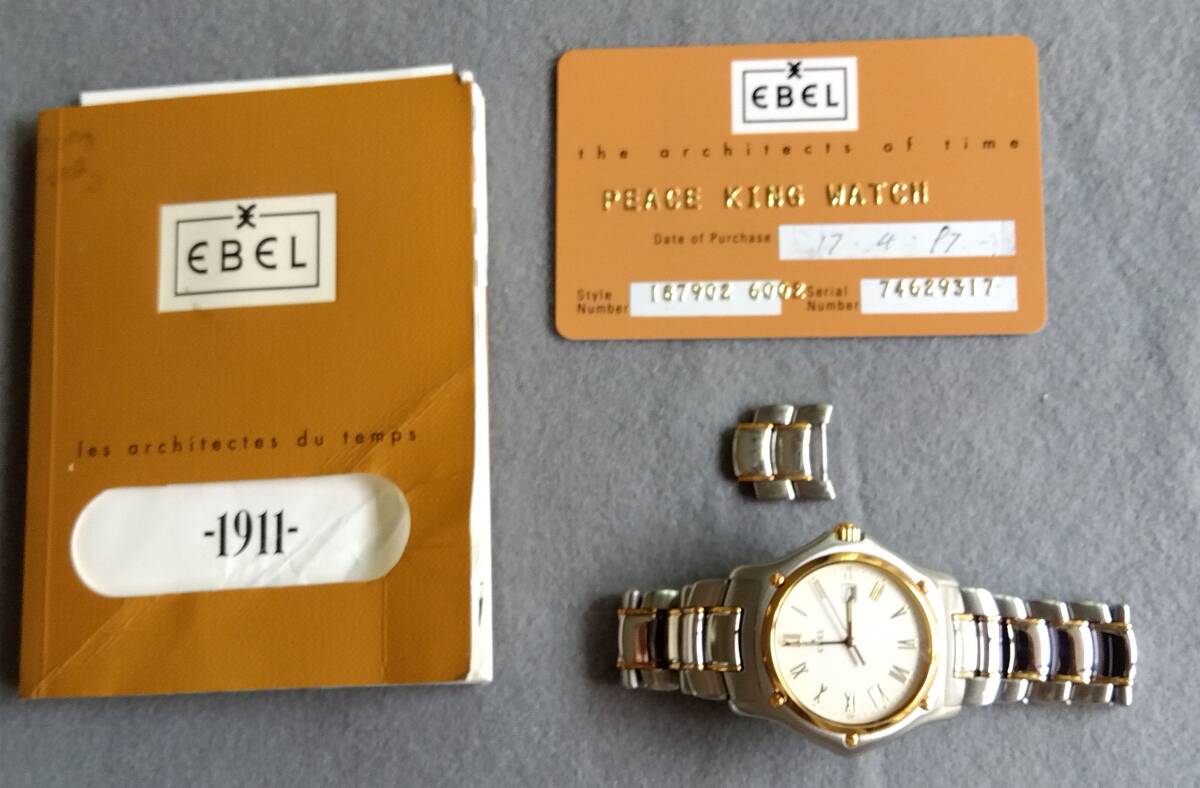 EBEL
les architectes du temps
-1911-
EBEL
the architects of time
PEACE KING WATCH
Date of Purchase 17 - 4 - 97
Style Number 187902 6002 Serial Number 74629317
EBEL